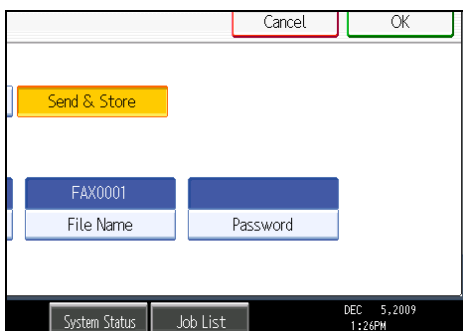 Cancel OK
Send & Store
FAX0001
File Name Password
System Status Job List DEC 5,2009
1:26PM